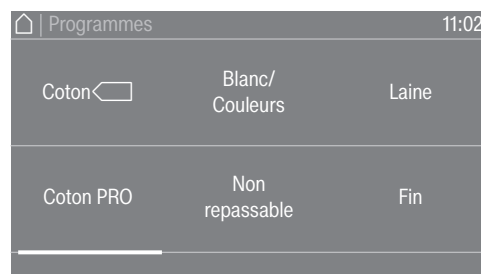 | Programmes 11:02
Coton
Blanc/
Couleurs
Laine
Coton PRO
Non
repassable
Fin